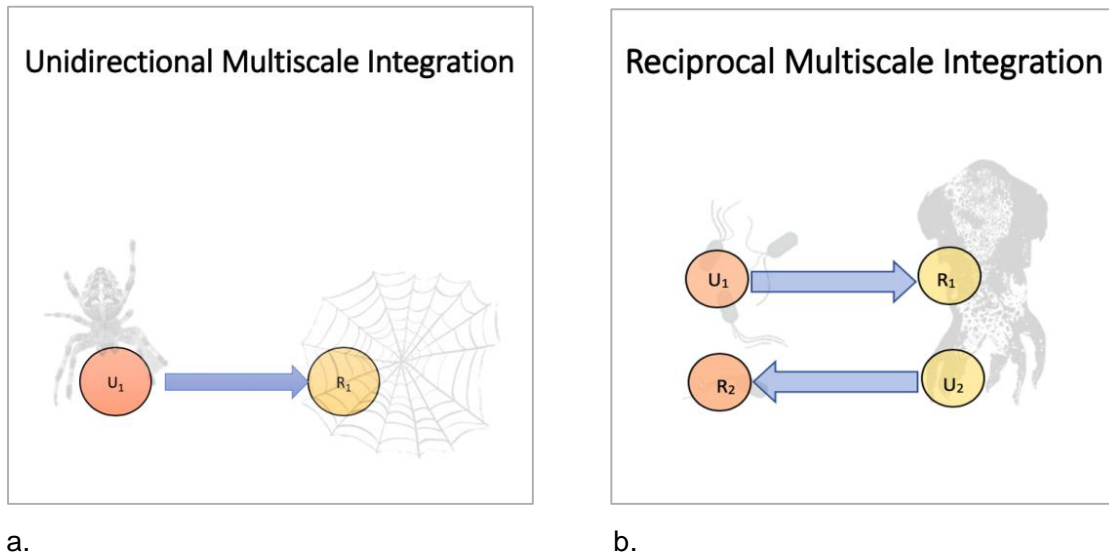 Unidirectional Multiscale Integration
U₁
R₁
a.
Reciprocal Multiscale Integration
U₁
R₁
R₂
U₂
b.